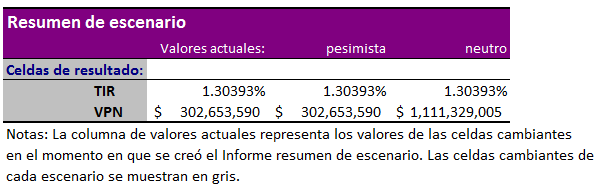 Resumen de escenario
Valores actuales: pesimista neutro
Celdas de resultado:
TIR 1.30393% 1.30393% 1.30393%
VPN $ 302,653,590 $ 302,653,590 $ 1,111,329,005
Notas: La columna de valores actuales representa los valores de las celdas cambiantes
en el momento en que se creó el Informe resumen de escenario. Las celdas cambiantes de
cada escenario se muestran en gris.